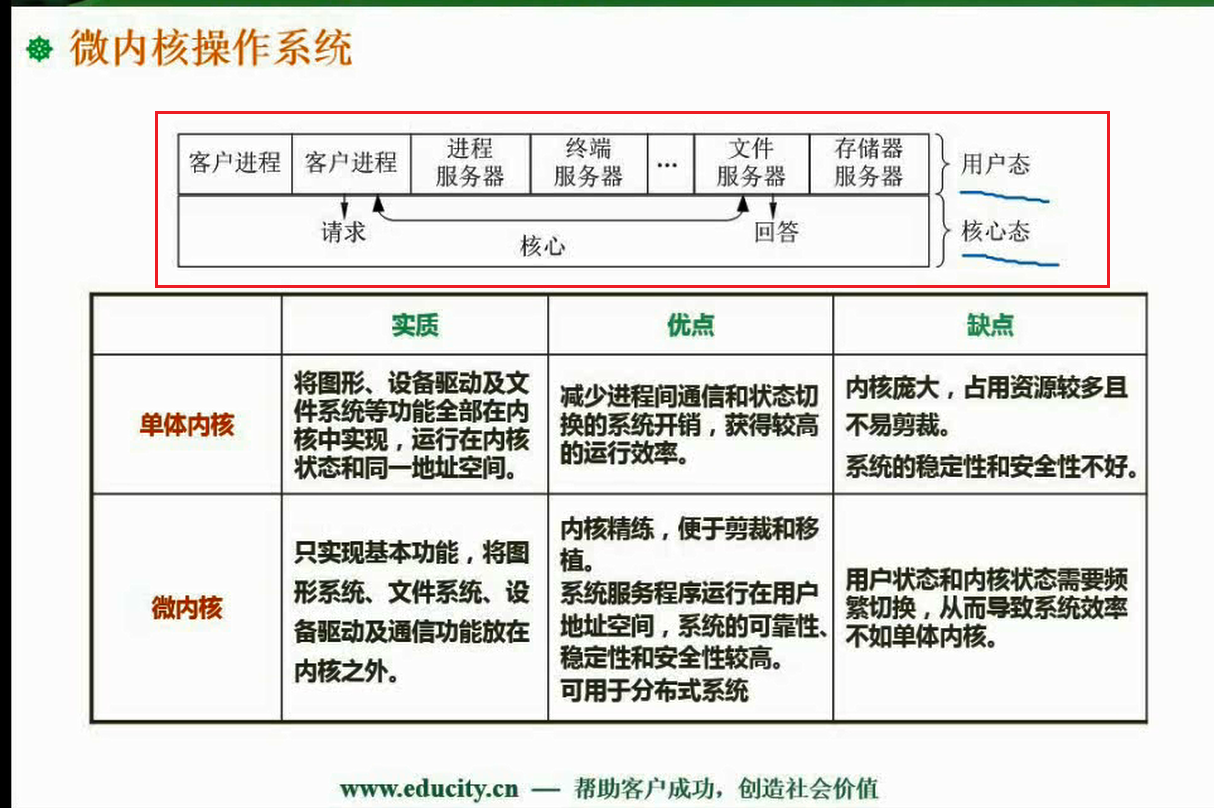 微内核操作系统
客户进程 客户进程 进程 服务器 终端 服务器 ... 文件 服务器 存储器 服务器 用户态
请求 核心 回答 核心态
实质 优点 缺点
单体内核
将图形、设备驱动及文
件系统等功能全部在内
核中实现，运行在内核
状态和同一地址空间。
减少进程间通信和状态切
换的系统开销，获得较高
的运行效率。
内核庞大，占用资源较多且
不易剪裁。
系统的稳定性和安全性不好。
微内核
只实现基本功能，将图
形系统、文件系统、设
备驱动及通信功能放在
内核之外。
内核精练，便于剪裁和移
植。
系统服务程序运行在用户
地址空间，系统的可靠性、
稳定性和安全性较高。
可用于分布式系统
用户状态和内核状态需要频
繁切换，从而导致系统效率
不如单体内核。
www.educity.cn — 帮助客户成功，创造社会价值